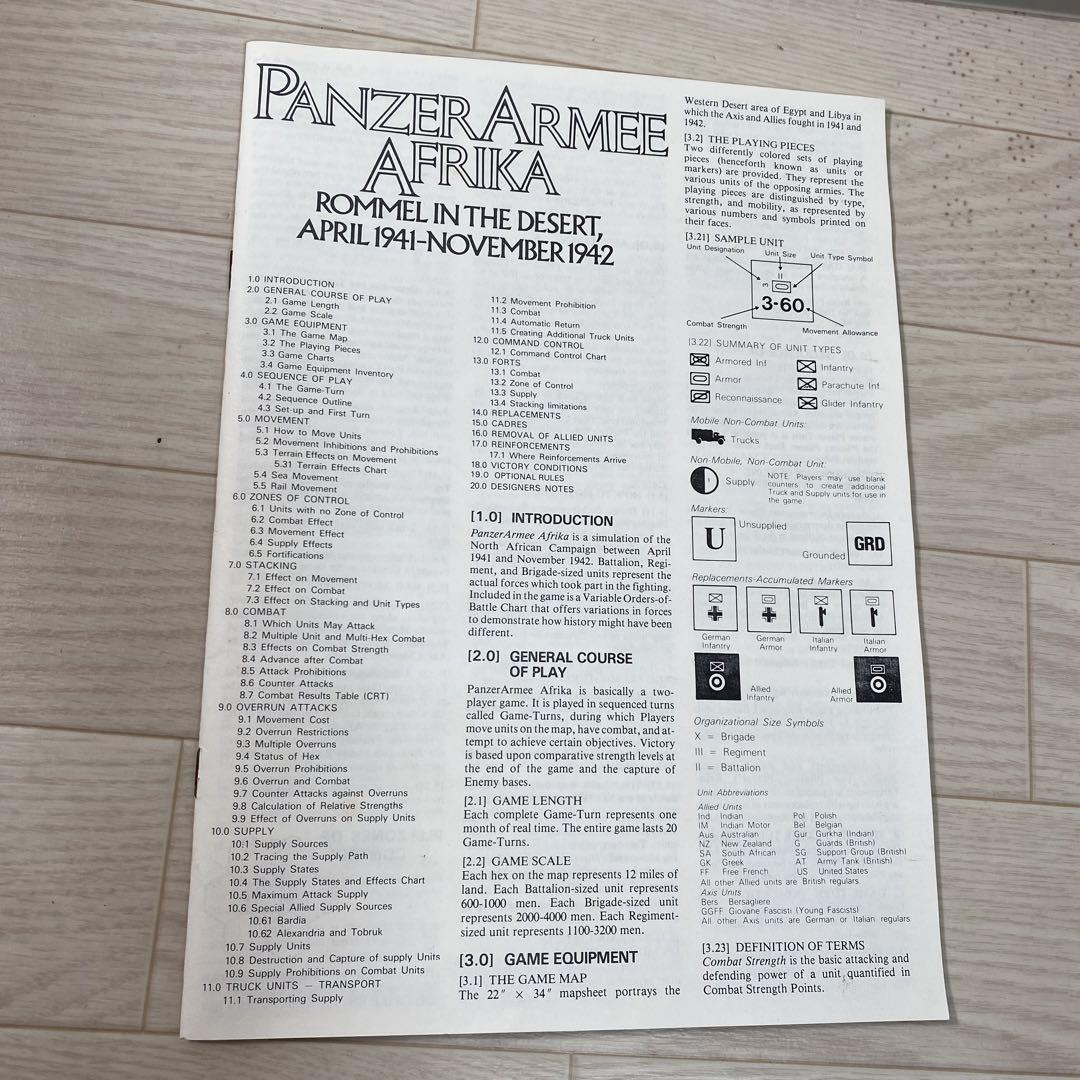 PANZERARMEE
AFRIKA
ROMMEL IN THE DESERT,
APRIL 1941-NOVEMBER 1942
1.0 INTRODUCTION
2.0 GENERAL COURSE OF PLAY
2.1 Game Length
2.2 Game Scale
3.0 GAME EQUIPMENT
3.1 The Game Map
3.2 The Playing Pieces
3.3 Game Charts
3.4 Game Equipment Inventory
4.0 SEQUENCE OF PLAY
4.1 The Game-Turn
4.2 Sequence Outline
4.3 Set-up and First Turn
5.0 MOVEMENT
5.1 How to Move Units
5.2 Movement Inhibitions and Prohibitions
5.3 Terrain Effects on Movement
5.31 Terrain Effects Chart
5.4 Sea Movement
5.5 Rail Movement
6.0 ZONES OF CONTROL
6.1 Units with no Zone of Control
6.2 Combat Effect
6.3 Movement Effect
6.4 Supply Effects
6.5 Fortifications
7.0 STACKING
7.1 Effect on Movement
7.2 Effect on Combat
7.3 Effect on Stacking and Unit Types
8.0 COMBAT
8.1 Which Units May Attack
8.2 Multiple Unit and Multi-Hex Combat
8.3 Effects on Combat Strength
8.4 Advance after Combat
8.5 Attack Prohibitions
8.6 Counter Attacks
8.7 Combat Results Table (CRT)
9.0 OVERRUN ATTACKS
9.1 Movement Cost
9.2 Overrun Restrictions
9.3 Multiple Overruns
9.4 Status of Hex
9.5 Overrun Prohibitions
9.6 Overrun and Combat
9.7 Counter Attacks against Overruns
9.8 Calculation of Relative Strengths
9.9 Effect of Overruns on Supply Units
10.0 SUPPLY
10:1 Supply Sources
10.2 Tracing the Supply Path
10.3 Supply States
10.4 The Supply States and Effects Chart
10.5 Maximum Attack Supply
10.6 Special Allied Supply Sources
10.61 Bardia
10.62 Alexandria and Tobruk
10.7 Supply Units
10.8 Destruction and Capture of supply Units
10.9 Supply Prohibitions on Combat Units
11.0 TRUCK UNITS — TRANSPORT
11.1 Transporting Supply
11.2 Movement Prohibition
11.3 Combat
11.4 Automatic Return
11.5 Creating Additional Truck Units
12.0 COMMAND CONTROL
12.1 Command Control Chart
13.0 FORTS
13.1 Combat
13.2 Zone of Control
13.3 Supply
13.4 Stacking limitations
14.0 REPLACEMENTS
15.0 CADRES
16.0 REMOVAL OF ALLIED UNITS
17.0 REINFORCEMENTS
17.1 Where Reinforcements Arrive
18.0 VICTORY CONDITIONS
19.0 OPTIONAL RULES
20.0 DESIGNERS NOTES
[1.0] INTRODUCTION
PanzerArmee Afrika is a simulation of the
North African Campaign between April
1941 and November 1942. Battalion, Regi-
ment, and Brigade-sized units represent the
actual forces which took part in the fighting.
Included in the game is a Variable Orders-of-
Battle Chart that offers variations in forces
to demonstrate how history might have been
different.
[2.0] GENERAL COURSE
OF PLAY
PanzerArmee Afrika is basically a two-
player game. It is played in sequenced turns
called Game-Turns, during which Players
move units on the map, have combat, and at-
tempt to achieve certain objectives. Victory
is based upon comparative strength levels at
the end of the game and the capture of
Enemy bases.
[2.1] GAME LENGTH
Each complete Game-Turn represents one
month of real time. The entire game lasts 20
Game-Turns.
[2.2] GAME SCALE
Each hex on the map represents 12 miles of
land. Each Battalion-sized unit represents
600-1000 men. Each Brigade-sized unit
represents 2000-4000 men. Each Regiment-
sized unit represents 1100-3200 men.
[3.0] GAME EQUIPMENT
[3.1] THE GAME MAP
The 22″ × 34″ mapsheet portrays the
Western Desert area of Egypt and Libya in
which the Axis and Allies fought in 1941 and
1942.
[3.2] THE PLAYING PIECES
Two differently colored sets of playing
pieces (henceforth known as units or
markers) are provided. They represent the
various units of the opposing armies. The
playing pieces are distinguished by type,
strength, and mobility, as represented by
various numbers and symbols printed on
their faces.
[3.21] SAMPLE UNIT
Unit Designation Unit Size Unit Type Symbol
II
3
3-60
Combat Strength Movement Allowance
[3.22] SUMMARY OF UNIT TYPES
Armored Inf Infantry
Armor Parachute Inf
Reconnaissance Glider Infantry
Mobile Non-Combat Units:
Trucks
Non-Mobile, Non-Combat Unit:
Supply
NOTE: Players may use blank
counters to create additional
Truck and Supply units for use in
the game.
Markers:
U Unsupplied
Grounded GRD
Replacements-Accumulated Markers
German Infantry
German Armor
Italian Infantry
Italian Armor
Allied Infantry
Allied Armor
Organizational Size Symbols
X = Brigade
III = Regiment
II = Battalion
Unit Abbreviations
Allied Units
Ind Indian Pol Polish
IM Indian Motor Bel Belgian
Aus Australian Gur Gurkha (Indian)
NZ New Zealand G Guards (British)
SA South African SG Support Group (British)
GK Greek AT Army Tank (British)
FF Free French US United States
All other Allied units are British regulars.
Axis Units
Bers Bersagliere
GGFF Giovane Fascisti (Young Fascists)
All other Axis units are German or Italian regulars
[3.23] DEFINITION OF TERMS
Combat Strength is the basic attacking and
defending power of a unit quantified in
Combat Strength Points.